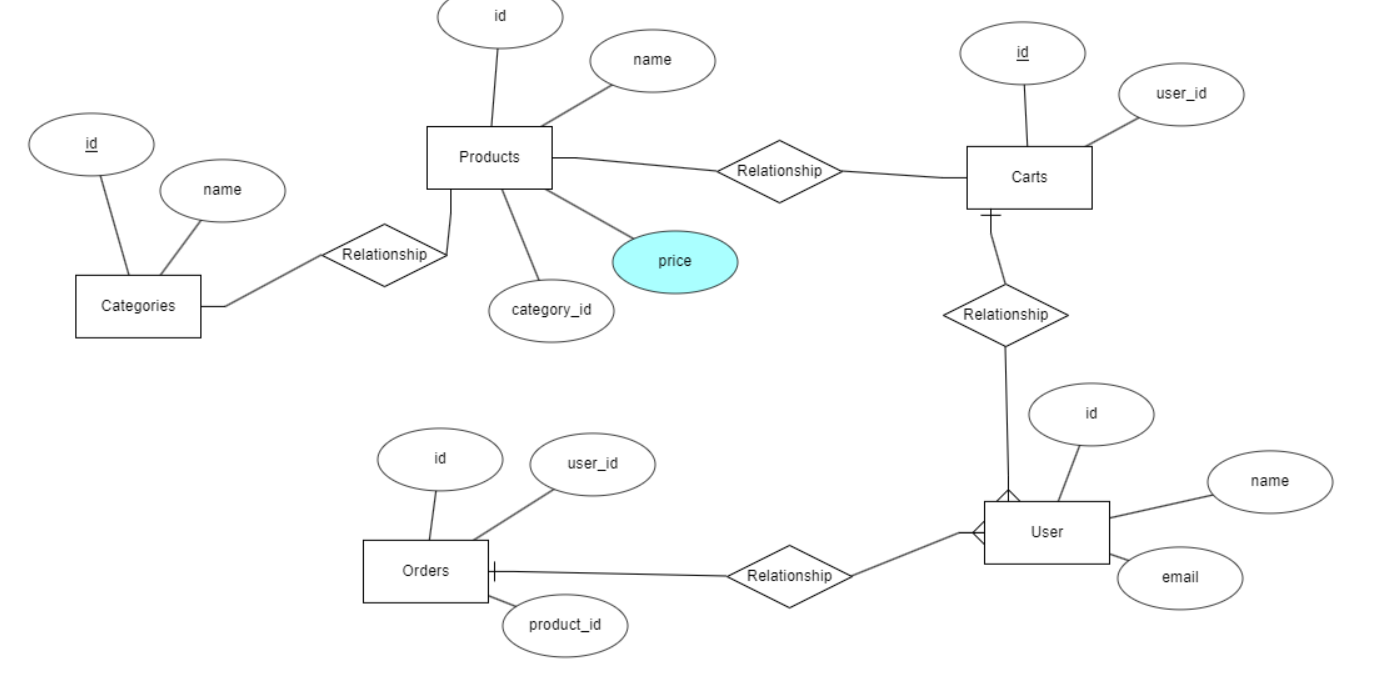 id
name
id
user_id
id
name
Products
Relationship
Carts
Relationship
price
Categories
category_id
Relationship
id
id
user_id
name
User
Orders
Relationship
email
product_id